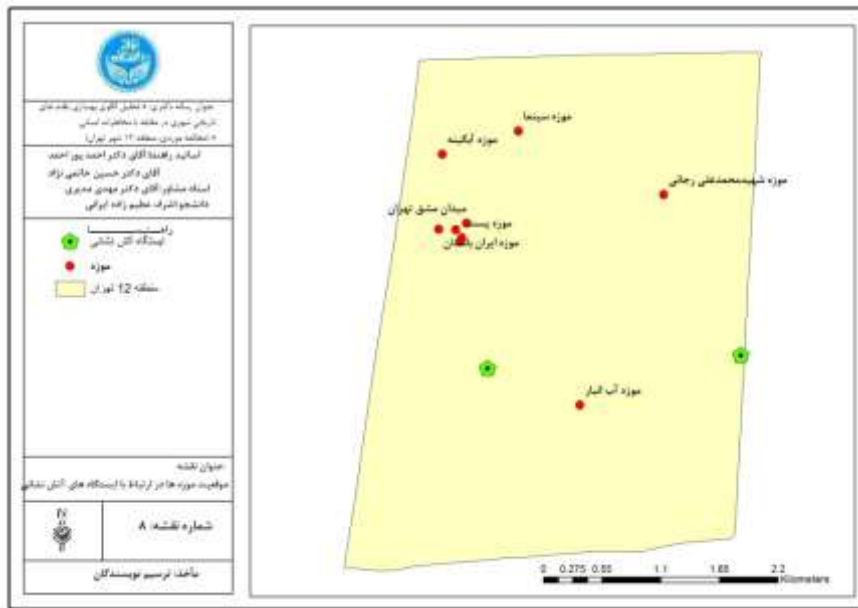 عنوان رساله دکتری: « تحلیل الگوی بهسازی بافت های
تاریخی شهری در مقابله با مخاطرات انسانی
» (مطالعه موردی: منطقه ۱۲ شهر تهران)
اساتید راهنما: آقای دکتر احمد پور احمد
آقای دکتر حسین حاتمی نژاد
استاد مشاور: آقای دکتر مهدی مدیری
دانشجو: اشرف عظیم زاده ایرانی
راهنما
ایستگاه آتش نشانی
موزه
منطقه 12 تهران
عنوان نقشه:
موقعیت موزه ها در ارتباط با ایستگاه های آتش نشانی
N
شماره نقشه: ۸
مأخذ: ترسیم نویسندگان
موزه سینما
موزه آبگینه
موزه شهیدمحمدعلی رجائی
میدان مشق تهران
موزه پست
موزه ایران باستان
موزه آب انبار
0 0.275 0.55 1.1 1.65 2.2
Kilometers